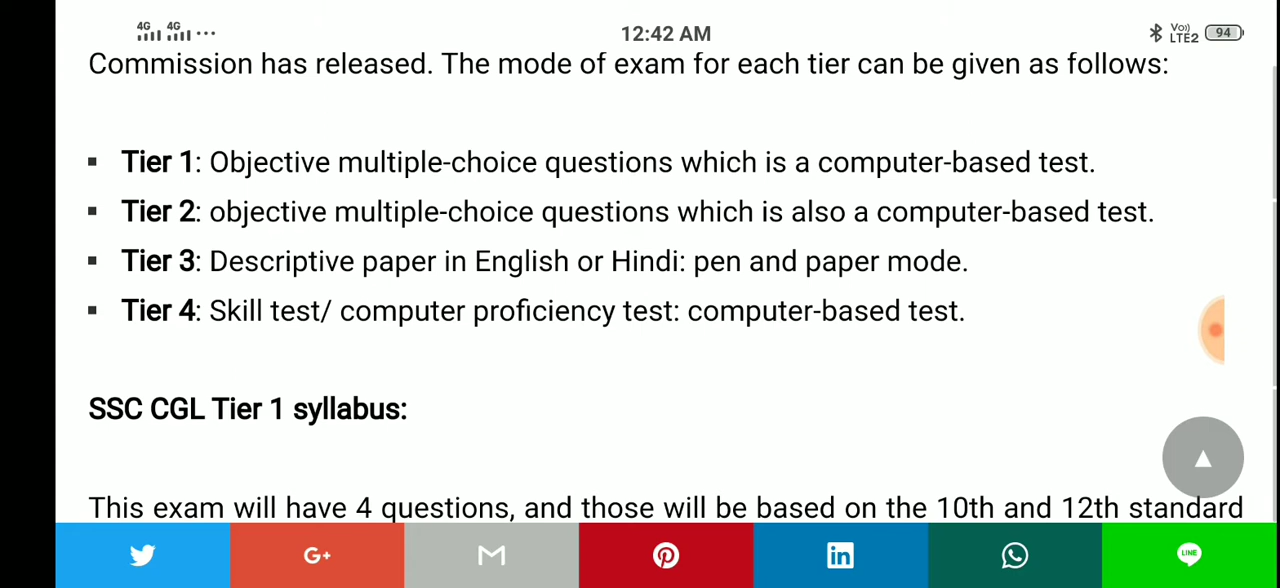 4G 4G 12:42 AM Vo)) LTE2 94
Commission has released. The mode of exam for each tier can be given as follows:
▪ Tier 1: Objective multiple-choice questions which is a computer-based test.
▪ Tier 2: objective multiple-choice questions which is also a computer-based test.
▪ Tier 3: Descriptive paper in English or Hindi: pen and paper mode.
▪ Tier 4: Skill test/ computer proficiency test: computer-based test.
SSC CGL Tier 1 syllabus:
This exam will have 4 questions, and those will be based on the 10th and 12th standard
G+ M in LINE